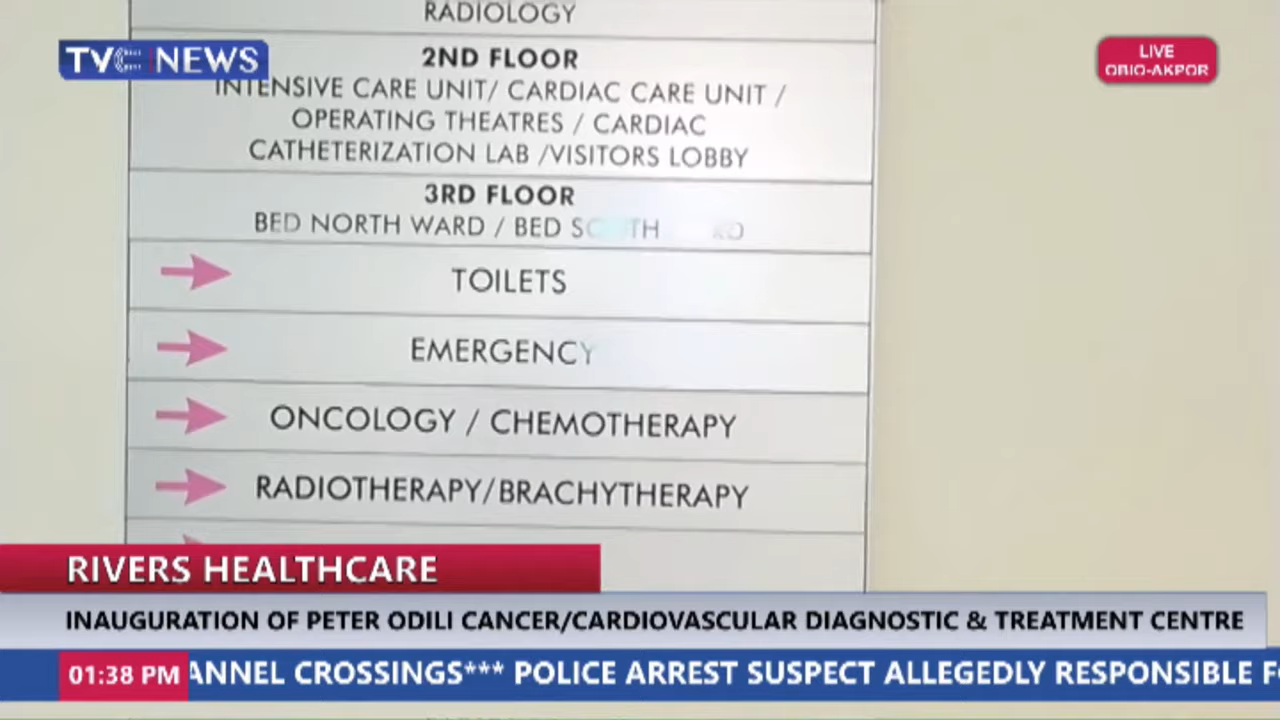 RADIOLOGY
TVC NEWS
LIVE
OBIO-AKPOR
2ND FLOOR
INTENSIVE CARE UNIT/ CARDIAC CARE UNIT /
OPERATING THEATRES / CARDIAC
CATHETERIZATION LAB /VISITORS LOBBY
3RD FLOOR
BED NORTH WARD / BED
TOILETS
EMERGENCY
ONCOLOGY / CHEMOTHERAPY
RADIOTHERAPY/BRACHYTHERAPY
RIVERS HEALTHCARE
INAUGURATION OF PETER ODILI CANCER/CARDIOVASCULAR DIAGNOSTIC & TREATMENT CENTRE
01:38 PM ANNEL CROSSINGS*** POLICE ARREST SUSPECT ALLEGEDLY RESPONSIBLE